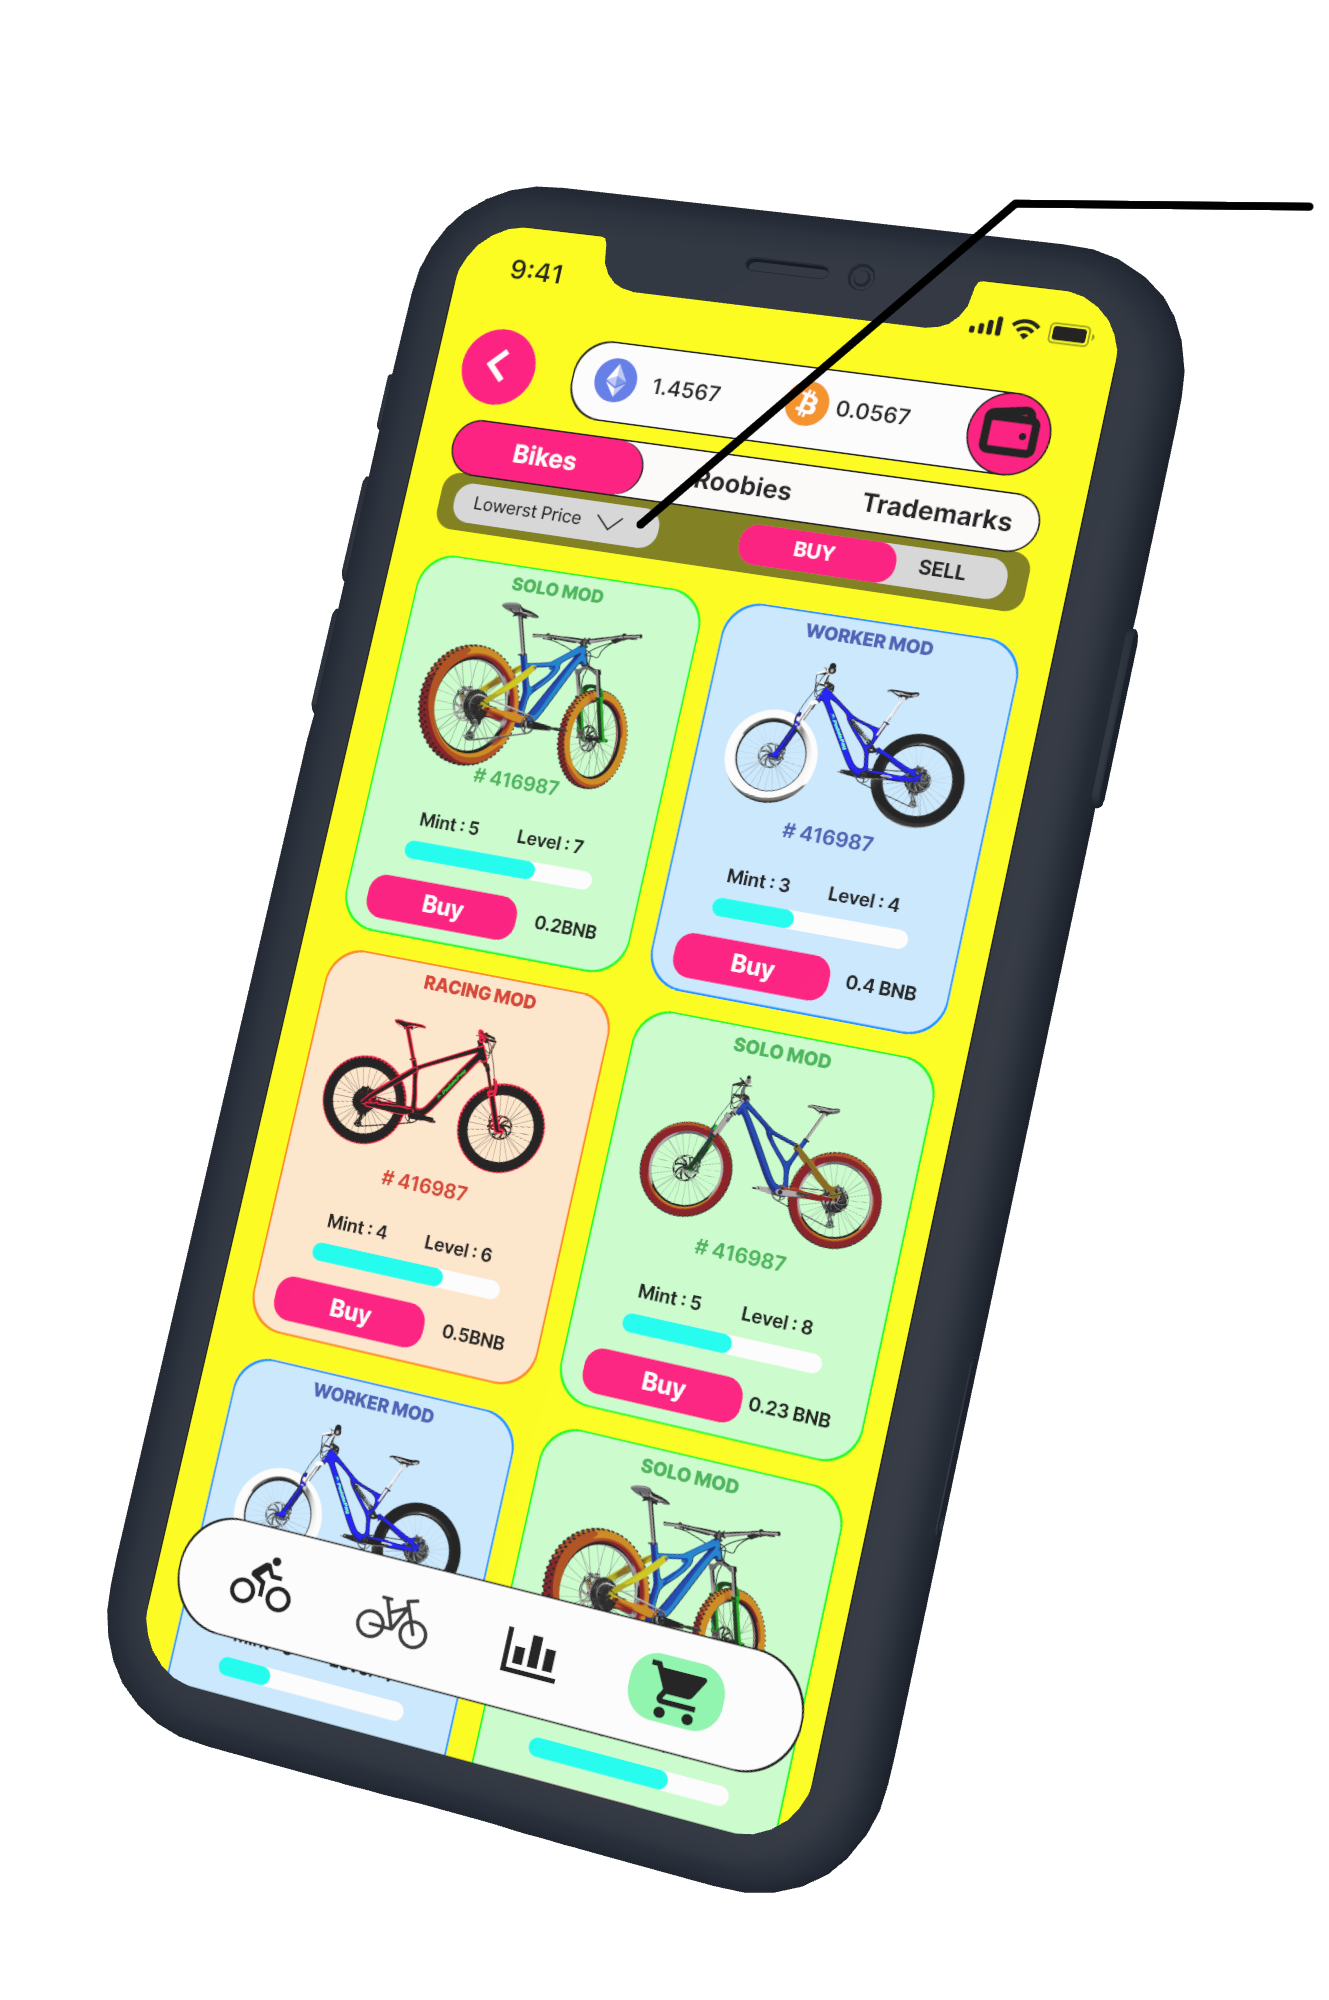 9:41
1.4567
0.0567
Bikes
Roobies
Trademarks
Lowerst Price
BUY
SELL
SOLO MOD
# 416987
Mint : 5 Level : 7
Buy
0.2BNB
WORKER MOD
# 416987
Mint : 3 Level : 4
Buy
0.4 BNB
RACING MOD
# 416987
Mint : 4 Level : 6
Buy
0.5BNB
SOLO MOD
# 416987
Mint : 5 Level : 8
Buy
0.23 BNB
WORKER MOD
SOLO MOD